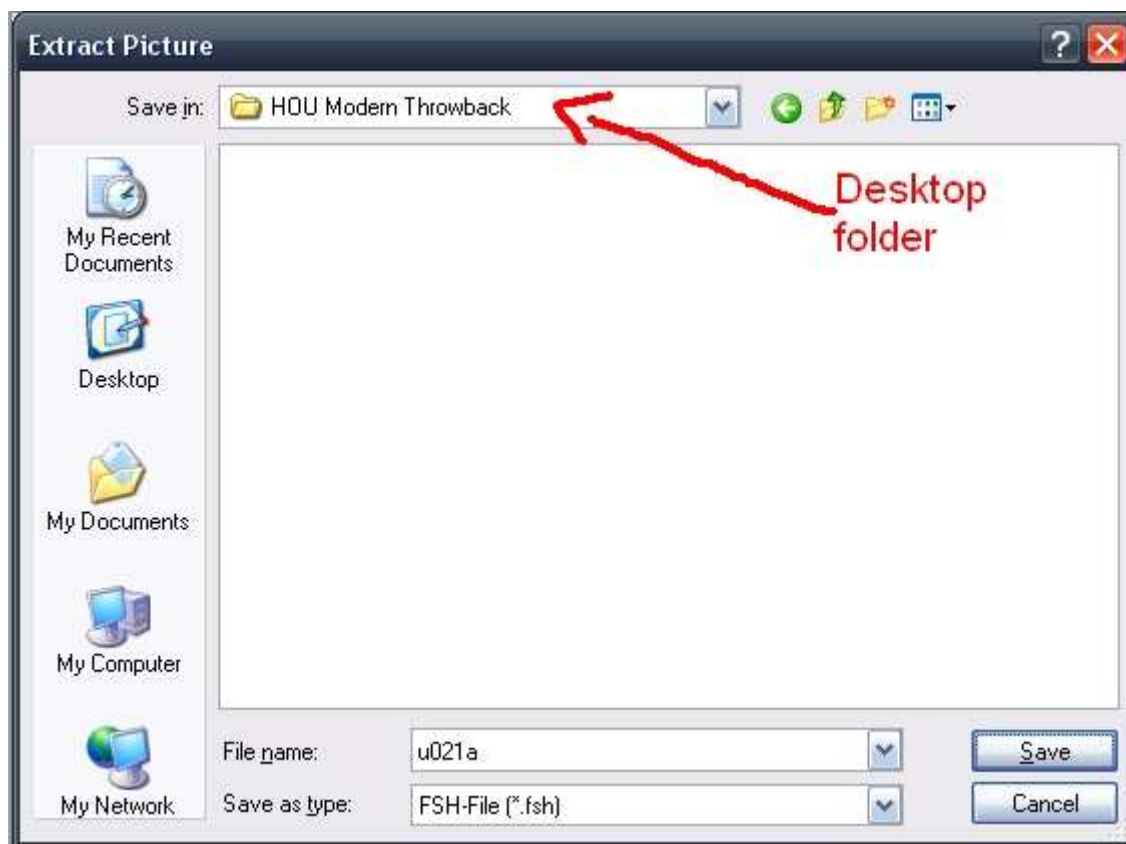 Extract Picture
Save in:
HOU Modern Throwback
Desktop
folder
My Recent
Documents
Desktop
My Documents
My Computer
My Network
File name:
u021a
Save
Save as type:
FSH-File (*.fsh)
Cancel